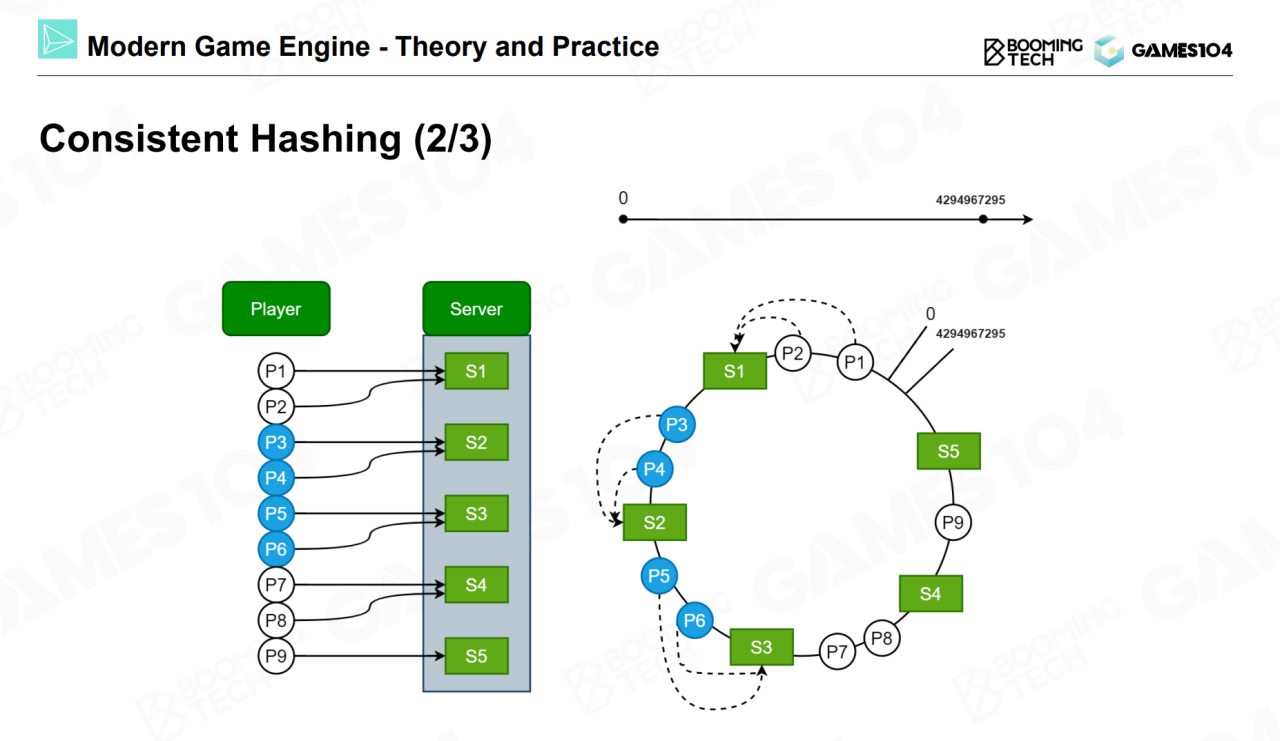 Modern Game Engine - Theory and Practice
BOOMING
TECH
GAMES104
Consistent Hashing (2/3)
0
4294967295
Player
Server
P1
P2
P3
P4
P5
P6
P7
P8
P9
S1
S2
S3
S4
S5
0
4294967295
S1
P2
P1
P3
P4
S2
P5
P6
S3
P7
P8
S4
P9
S5